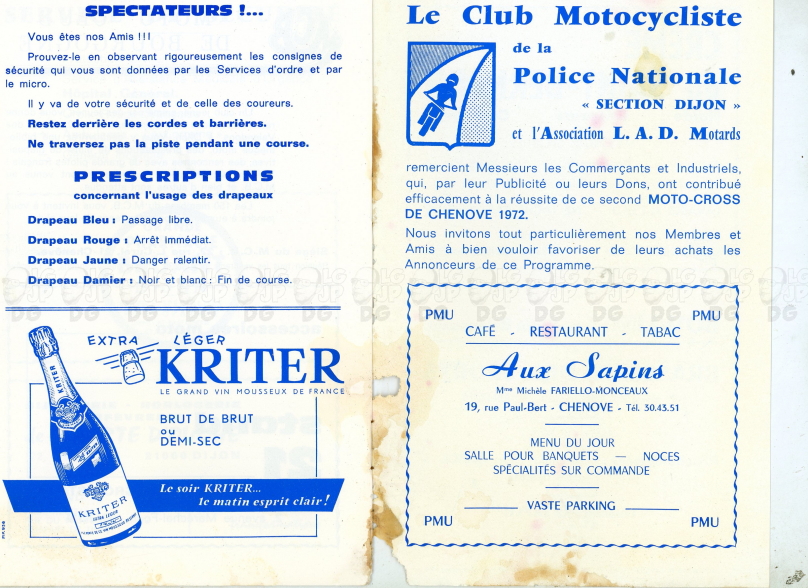 SPECTATEURS !...
Vous êtes nos Amis !!!
Prouvez-le en observant rigoureusement les consignes de
sécurité qui vous sont données par les Services d'ordre et par
le micro.
Il y va de votre sécurité et de celle des coureurs.
Restez derrière les cordes et barrières.
Ne traversez pas la piste pendant une course.
PRESCRIPTIONS
concernant l'usage des drapeaux
Drapeau Bleu : Passage libre.
Drapeau Rouge : Arrêt immédiat.
Drapeau Jaune : Danger ralentir.
Drapeau Damier : Noir et blanc : Fin de course.
EXTRA LÉGER
KRITER
LE GRAND VIN MOUSSEUX DE FRANCE
BRUT DE BRUT
ou
DEMI-SEC
KRITER
KRITER
BRUT DE BRUT
Le soir KRITER...
le matin esprit clair !
Le Club Motocycliste
de la
Police Nationale
« SECTION DIJON »
et l'Association L. A. D. Motards
remercient Messieurs les Commerçants et Industriels,
qui, par leur Publicité ou leurs Dons, ont contribué
efficacement à la réussite de ce second MOTO-CROSS
DE CHENOVE 1972.
Nous invitons tout particulièrement nos Membres et
Amis à bien vouloir favoriser de leurs achats les
Annonceurs de ce Programme.
PMU PMU
CAFÉ - RESTAURANT - TABAC
Aux Sapins
Mme Michèle FARIELLO-MONCEAUX
19, rue Paul-Bert - CHENOVE - Tél. 30.43.51
MENU DU JOUR
SALLE POUR BANQUETS — NOCES
SPÉCIALITÉS SUR COMMANDE
VASTE PARKING
PMU PMU